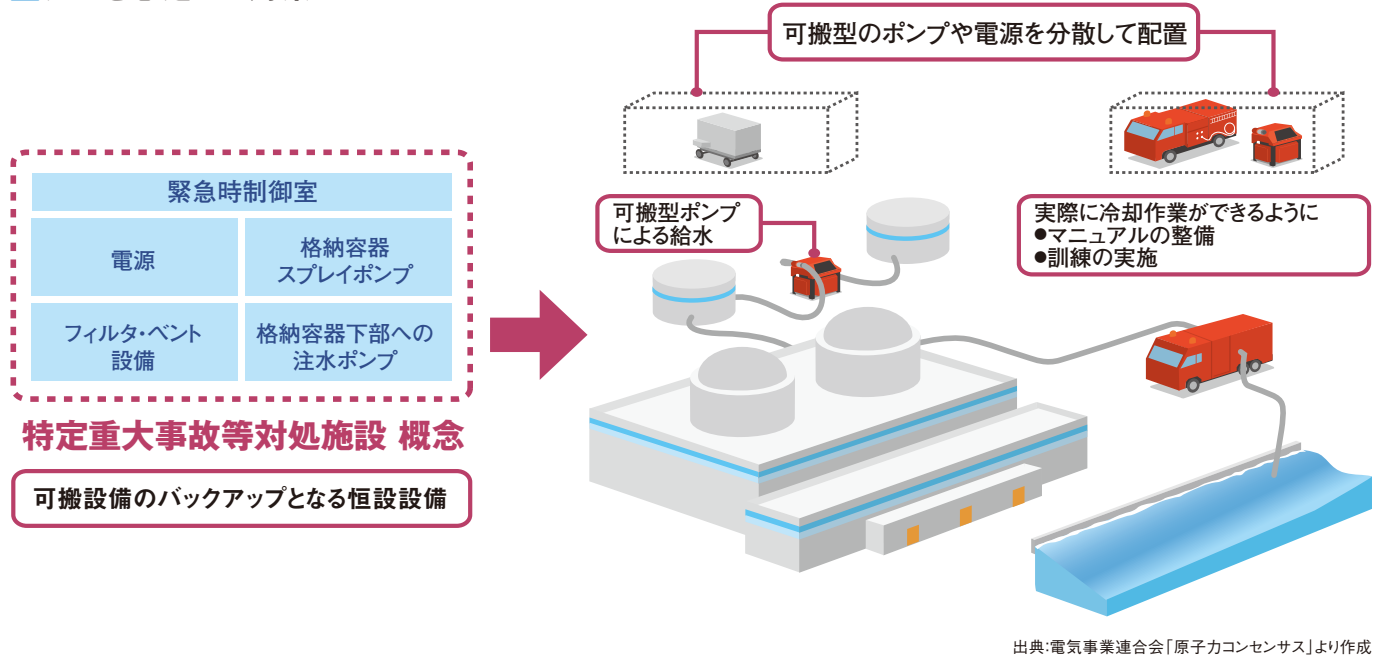 可搬型のポンプや電源を分散して配置
緊急時制御室
電源
格納容器
スプレイポンプ
フィルタ・ベント
設備
格納容器下部への
注水ポンプ
特定重大事故等対処施設 概念
可搬設備のバックアップとなる恒設設備
可搬型ポンプ
による給水
実際に冷却作業ができるように
●マニュアルの整備
●訓練の実施
出典:電気事業連合会「原子力コンセンサス」より作成